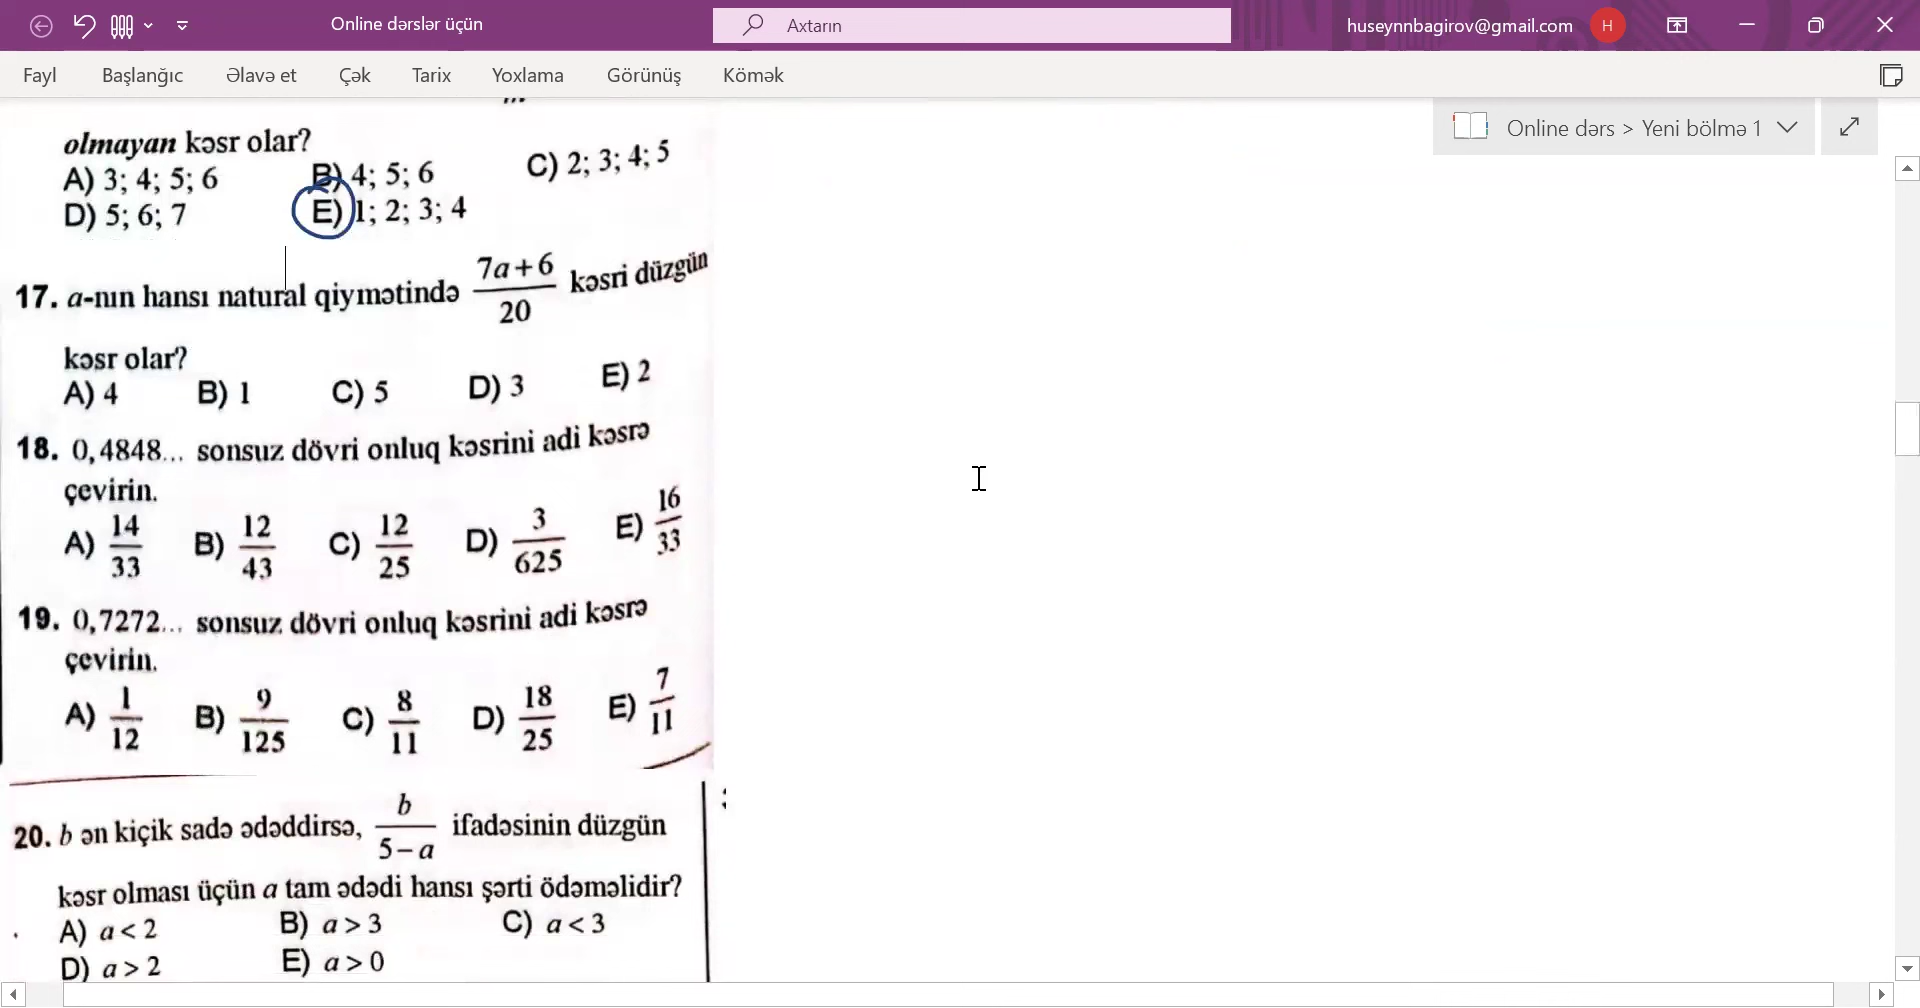 Online dərslər üçün
Axtarın
huseynnbagirov@gmail.com
H
Fayl Başlanğıc Əlavə et Çək Tarix Yoxlama Görünüş Kömək
Online dərs > Yeni bölmə 1
olmayan kəsr olar?
A) 3; 4; 5; 6 B) 4; 5; 6 C) 2; 3; 4; 5
D) 5; 6; 7 E) 1; 2; 3; 4
17. a-nın hansı natural qiymətində (7a+6)/20 kəsri düzgün
kəsr olar?
A) 4 B) 1 C) 5 D) 3 E) 2
18. 0,4848... sonsuz dövri onluq kəsrini adi kəsrə
çevirin.
A) 14/33 B) 12/43 C) 12/25 D) 3/625 E) 16/33
19. 0,7272... sonsuz dövri onluq kəsrini adi kəsrə
çevirin.
A) 1/12 B) 9/125 C) 8/11 D) 18/25 E) 7/11
20. b ən kiçik sadə ədəddirsə, b/(5−a) ifadəsinin düzgün
kəsr olması üçün a tam ədədi hansı şərti ödəməlidir?
A) a < 2 B) a > 3 C) a < 3
D) a > 2 E) a > 0